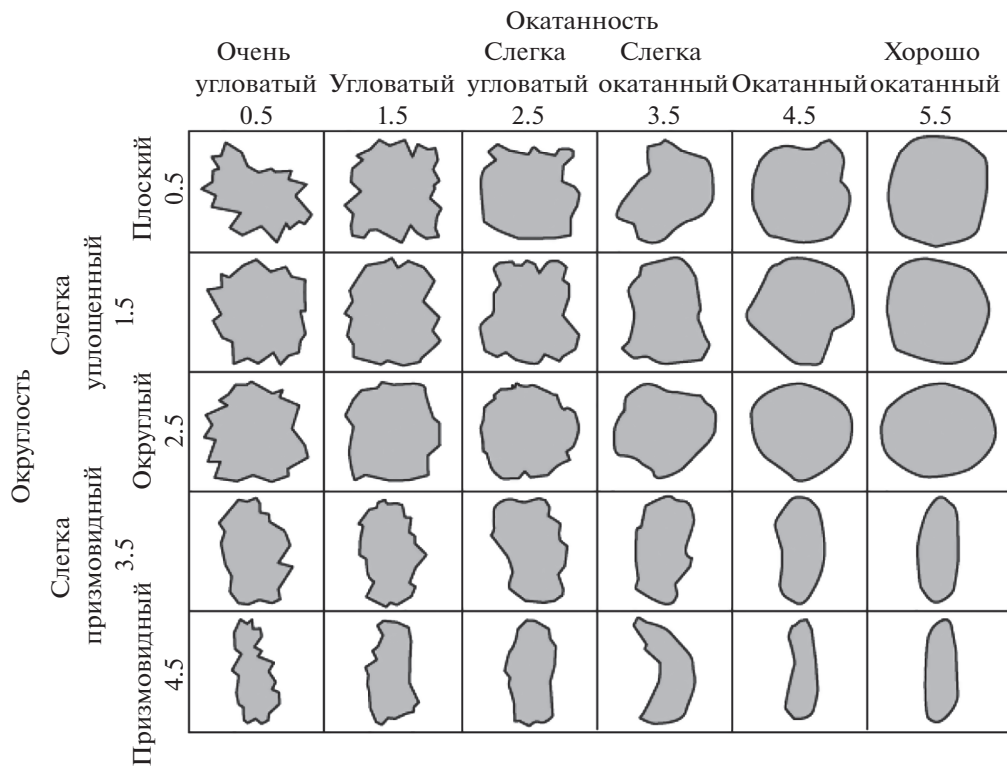 Окатанность
Очень
угловатый
0.5
Угловатый
1.5
Слегка
угловатый
2.5
Слегка
окатанный
3.5
Окатанный
4.5
Хорошо
окатанный
5.5
Округлость
Плоский
0.5
Слегка
уплощенный
1.5
Округлый
2.5
Слегка
призмовидный
3.5
Призмовидный
4.5